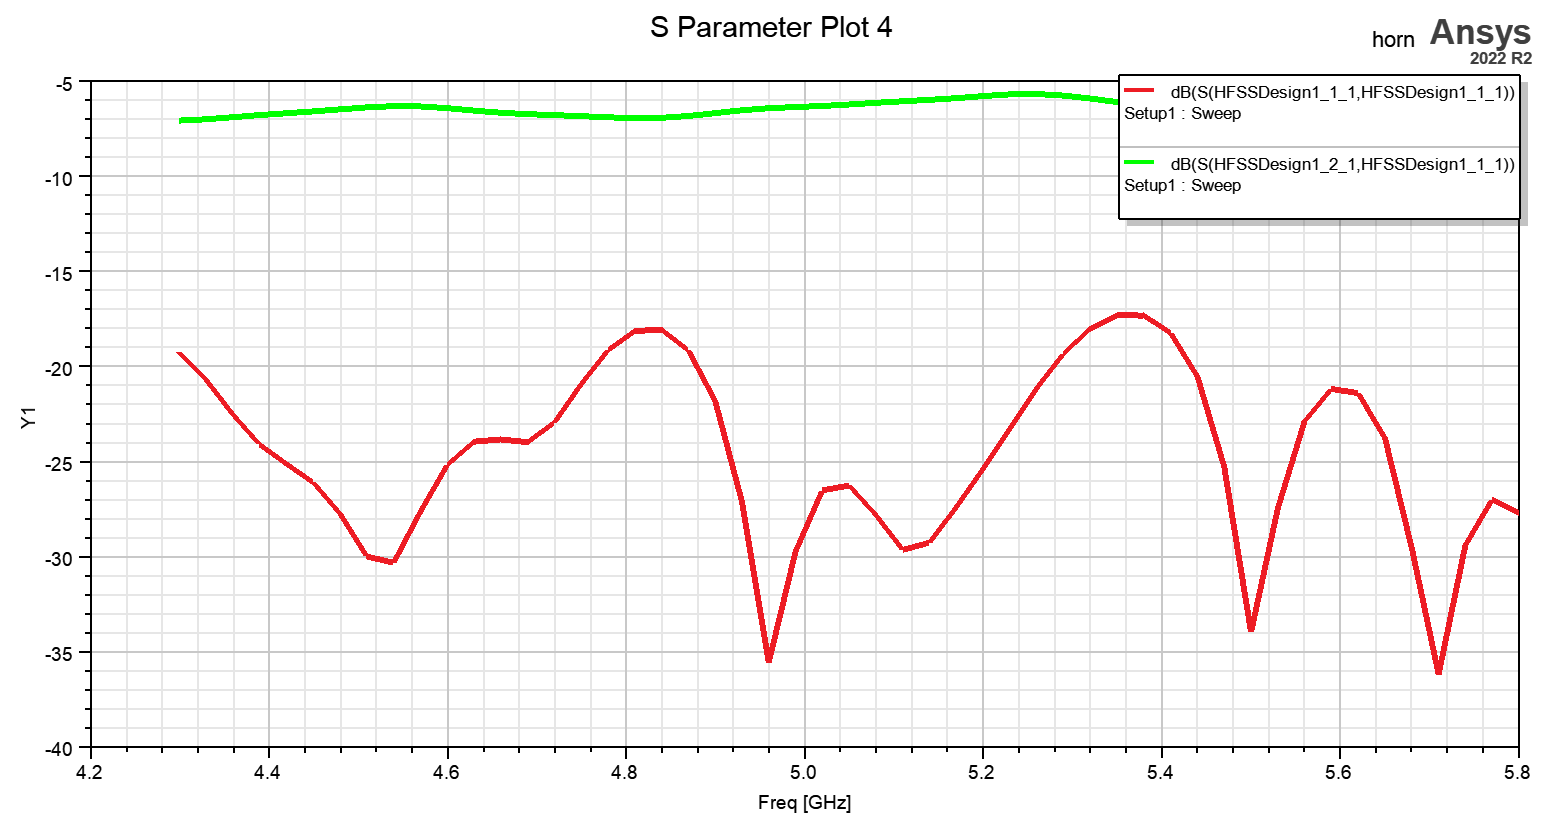 S Parameter Plot 4
horn Ansys
2022 R2
dB(S(HFSSDesign1_1_1,HFSSDesign1_1_1))
Setup1 : Sweep
dB(S(HFSSDesign1_2_1,HFSSDesign1_1_1))
Setup1 : Sweep
-5
-10
-15
-20
-25
-30
-35
-40
Y1
4.2 4.4 4.6 4.8 5.0 5.2 5.4 5.6 5.8
Freq [GHz]